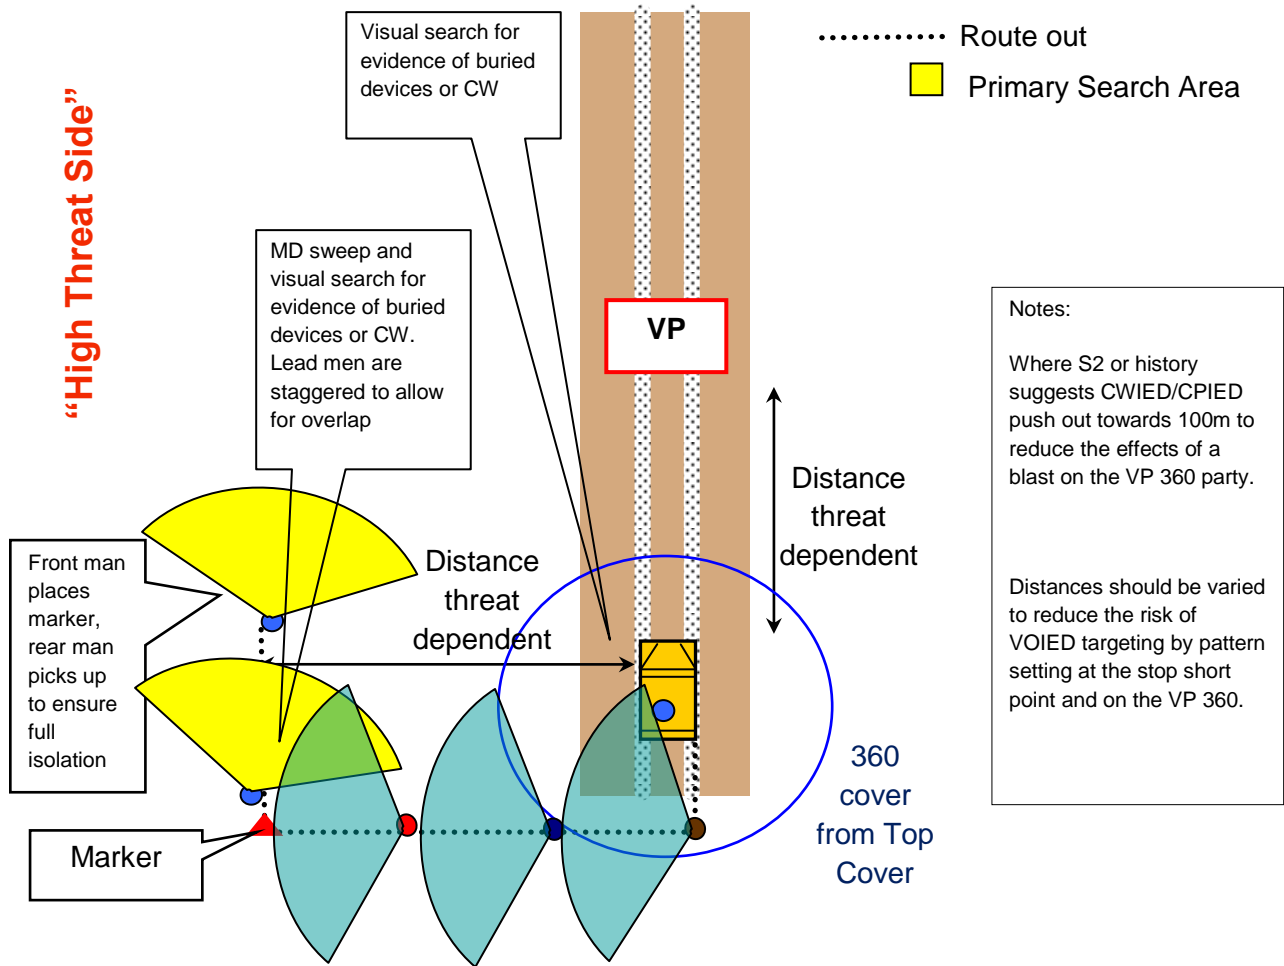 Visual search for
evidence of buried
devices or CW
Route out
Primary Search Area
“High Threat Side”
MD sweep and
visual search for
evidence of buried
devices or CW.
Lead men are
staggered to allow
for overlap
VP
Notes:
Where S2 or history
suggests CWIED/CPIED
push out towards 100m to
reduce the effects of a
blast on the VP 360 party.
Distances should be varied
to reduce the risk of
VOIED targeting by pattern
setting at the stop short
point and on the VP 360.
Distance
threat
dependent
Front man
places
marker,
rear man
picks up
to ensure
full
isolation
Distance
threat
dependent
360
cover
from Top
Cover
Marker